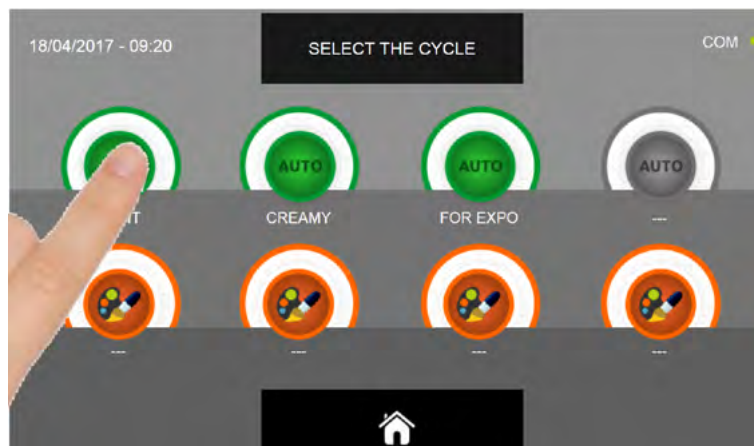 18/04/2017 - 09:20
SELECT THE CYCLE
COM
AUTO
AUTO
AUTO
CREAMY
FOR EXPO
---
---
---
---
---